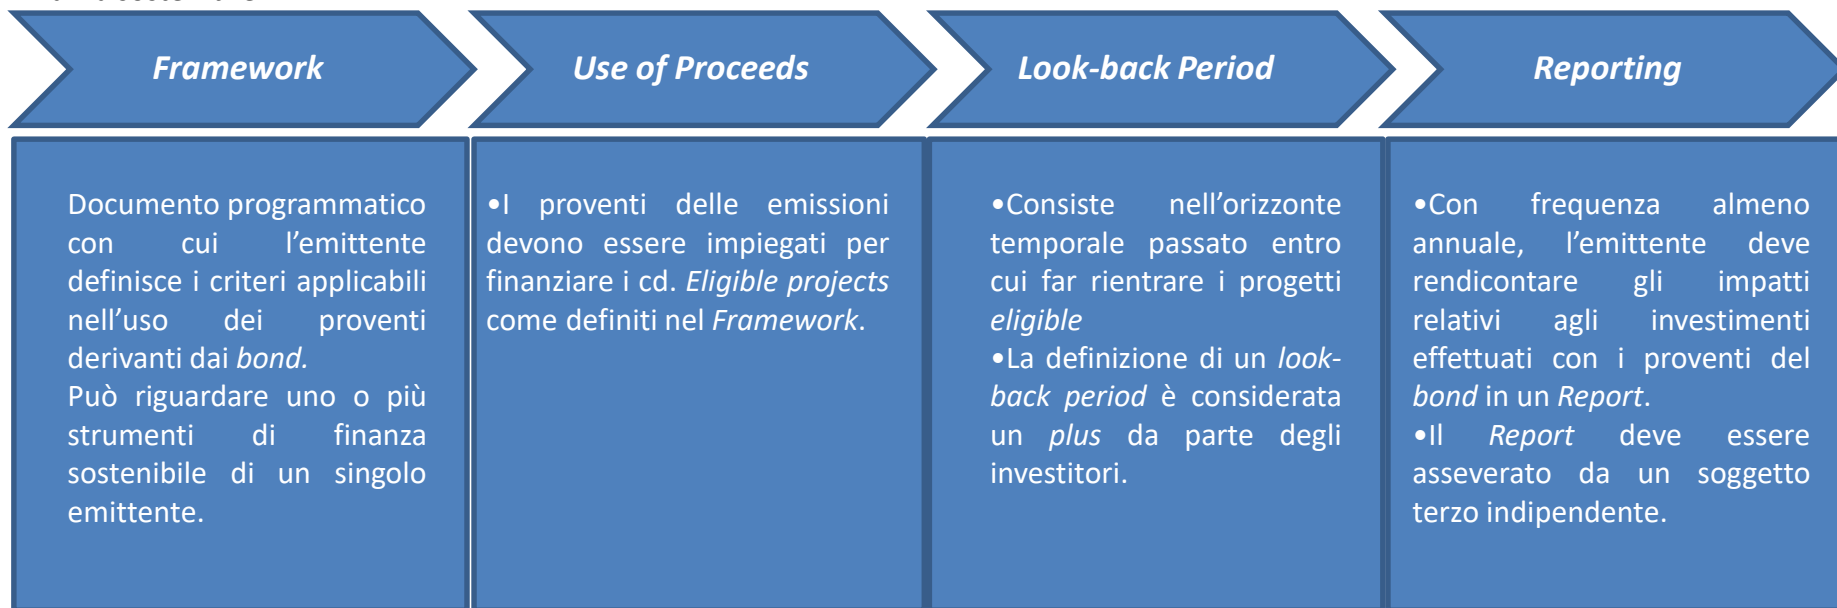 Framework
Use of Proceeds
Look-back Period
Reporting
Documento programmatico
con cui l’emittente
definisce i criteri applicabili
nell’uso dei proventi
derivanti dai bond.
Può riguardare uno o più
strumenti di finanza
sostenibile di un singolo
emittente.
•I proventi delle emissioni
devono essere impiegati per
finanziare i cd. Eligible projects
come definiti nel Framework.
•Consiste nell’orizzonte
temporale passato entro
cui far rientrare i progetti
eligible
•La definizione di un look-
back period è considerata
un plus da parte degli
investitori.
•Con frequenza almeno
annuale, l’emittente deve
rendicontare gli impatti
relativi agli investimenti
effettuati con i proventi del
bond in un Report.
•Il Report deve essere
asseverato da un soggetto
terzo indipendente.